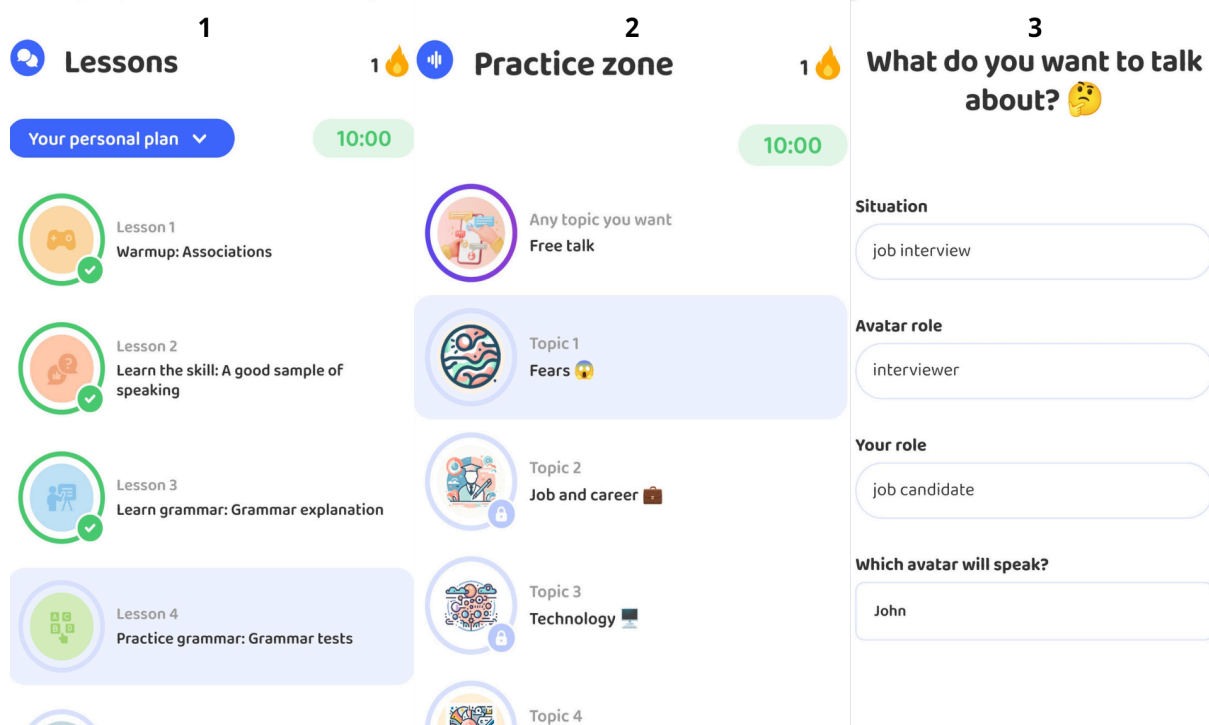 1
Lessons
1🔥
Your personal plan
10:00
Lesson 1
Warmup: Associations
Lesson 2
Learn the skill: A good sample of
speaking
Lesson 3
Learn grammar: Grammar explanation
Lesson 4
Practice grammar: Grammar tests
2
Practice zone
1🔥
10:00
Any topic you want
Free talk
Topic 1
Fears 😱
Topic 2
Job and career 💼
Topic 3
Technology 🖥️
Topic 4
3
What do you want to talk
about? 🤔
Situation
job interview
Avatar role
interviewer
Your role
job candidate
Which avatar will speak?
John